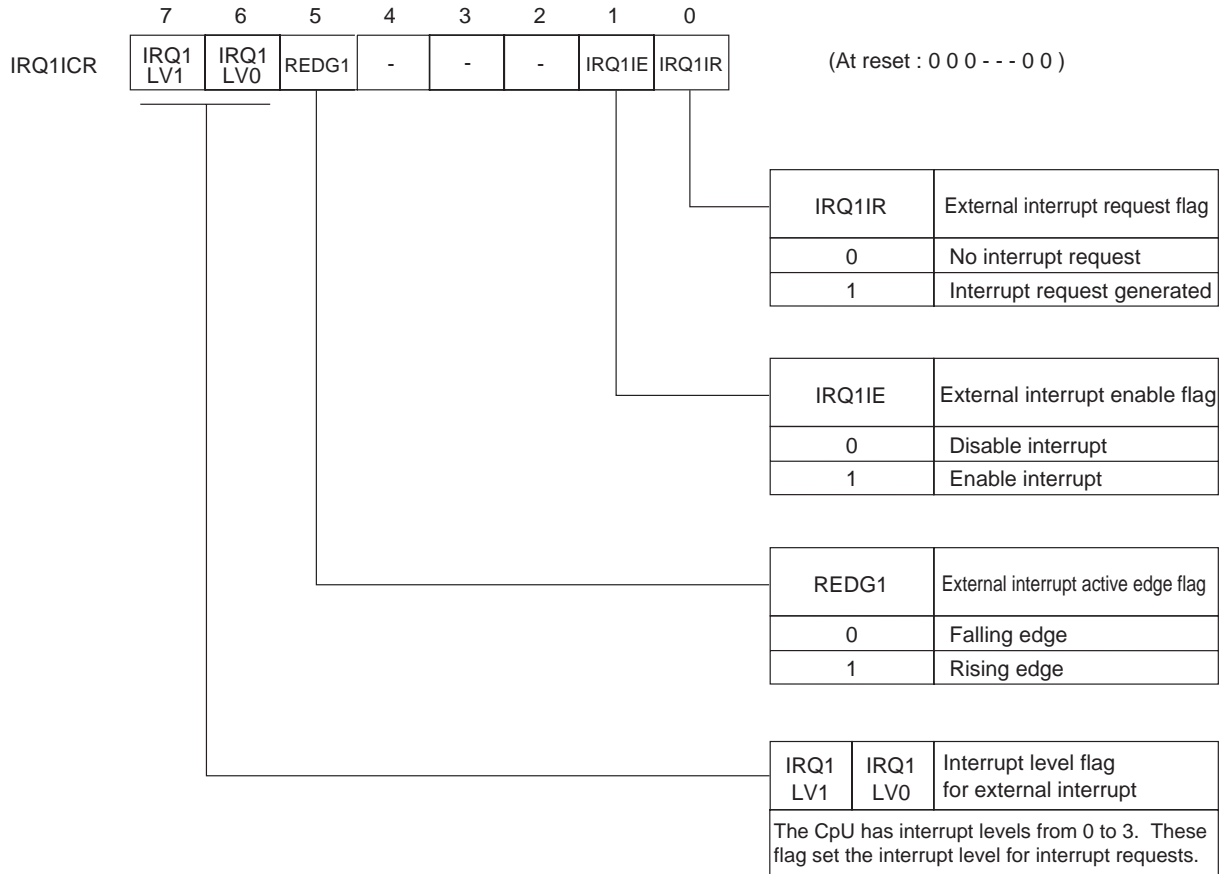 7 6 5 4 3 2 1 0
IRQ1ICR IRQ1 LV1 IRQ1 LV0 REDG1 - - - IRQ1IE IRQ1IR (At reset : 0 0 0 - - - 0 0 )
IRQ1IR External interrupt request flag
0 No interrupt request
1 Interrupt request generated
IRQ1IE External interrupt enable flag
0 Disable interrupt
1 Enable interrupt
REDG1 External interrupt active edge flag
0 Falling edge
1 Rising edge
IRQ1 IRQ1 Interrupt level flag
LV1 LV0 for external interrupt
The CpU has interrupt levels from 0 to 3. These
flag set the interrupt level for interrupt requests.